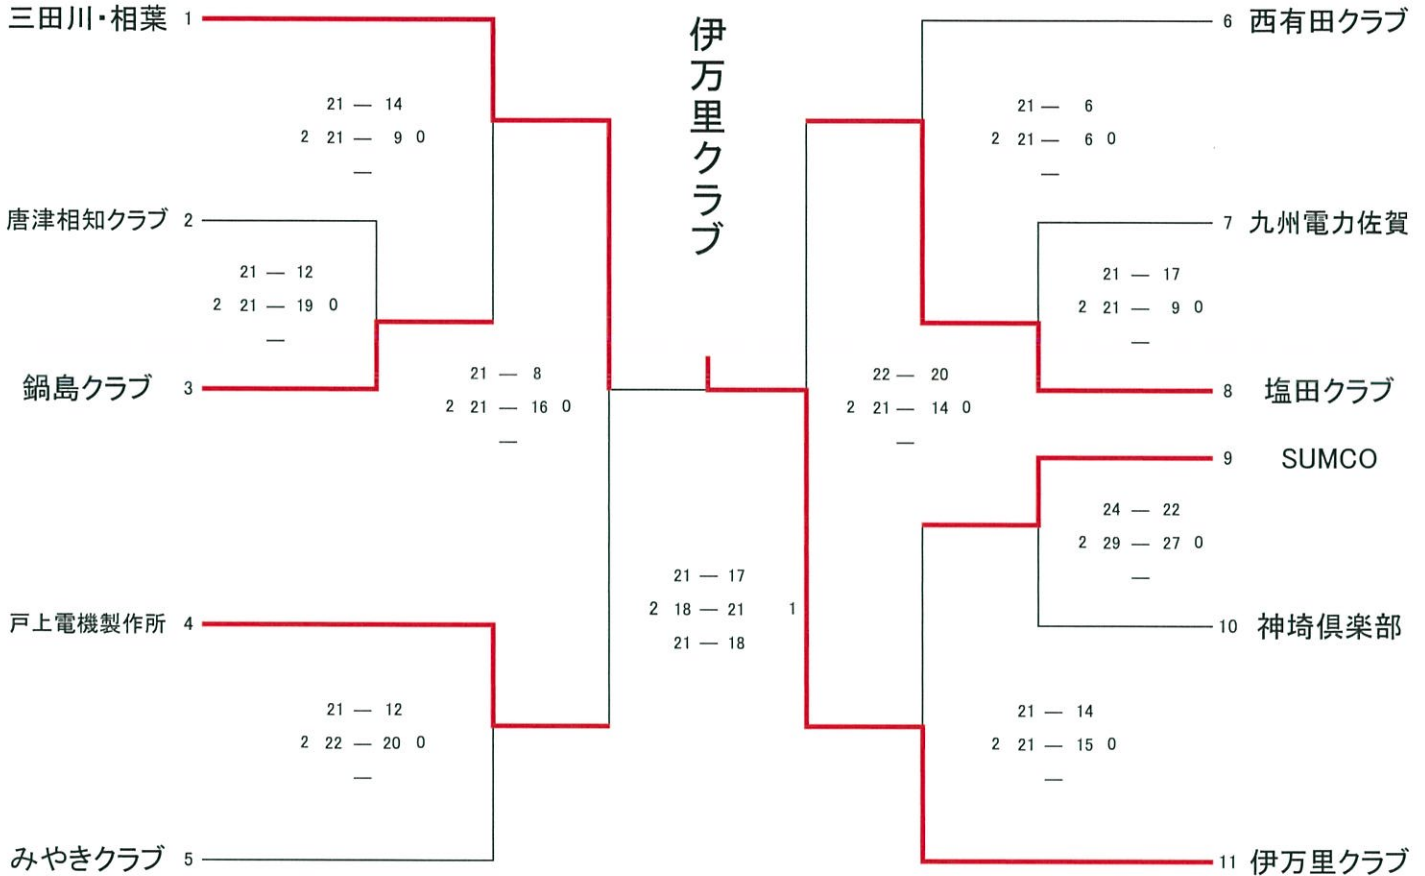 伊万里クラブ
三田川・相葉 1
21 — 14
2 21 — 9 0
—
唐津相知クラブ 2
21 — 12
2 21 — 19 0
—
鍋島クラブ 3
21 — 8
2 21 — 16 0
—
戸上電機製作所 4
21 — 12
2 22 — 20 0
—
みやきクラブ 5
21 — 17
2 18 — 21 1
21 — 18
6 西有田クラブ
21 — 6
2 21 — 6 0
—
7 九州電力佐賀
21 — 17
2 21 — 9 0
—
8 塩田クラブ
22 — 20
2 21 — 14 0
—
9 SUMCO
24 — 22
2 29 — 27 0
—
10 神埼倶楽部
21 — 14
2 21 — 15 0
—
11 伊万里クラブ